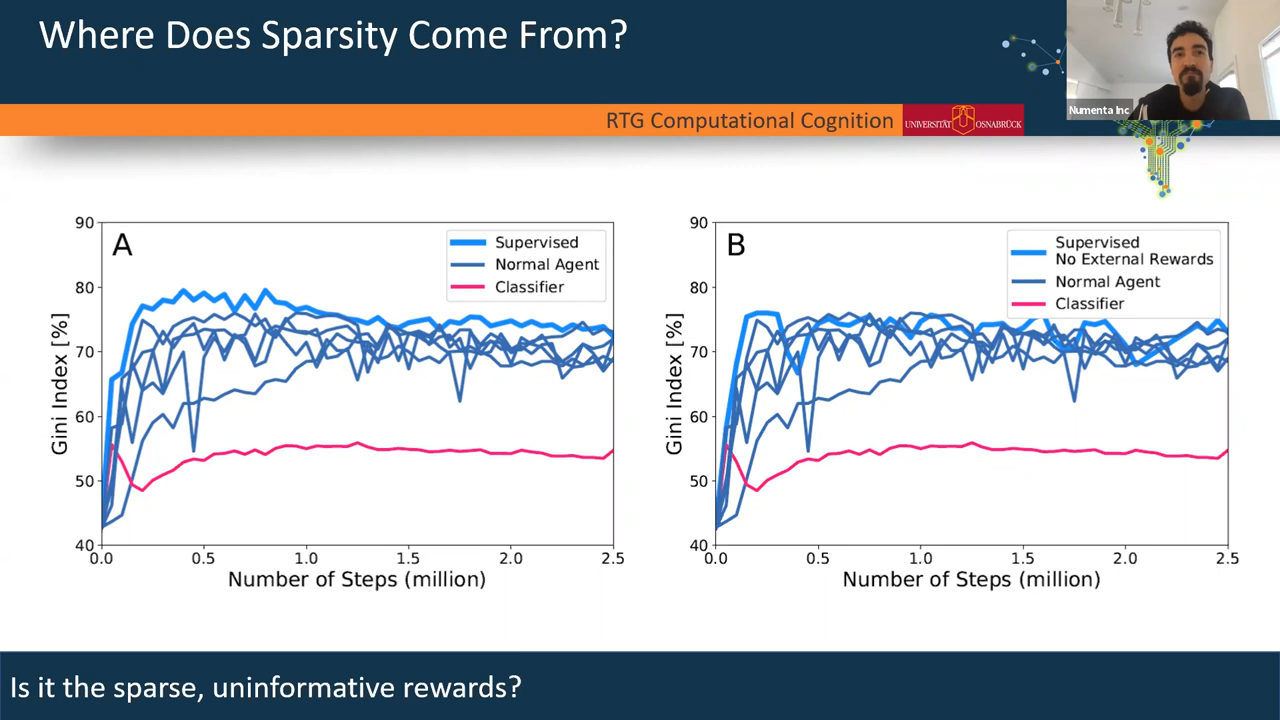 Where Does Sparsity Come From?
Numenta Inc
RTG Computational Cognition
UNIVERSITÄT OSNABRÜCK
A
Supervised
Normal Agent
Classifier
90
80
70
60
50
40
Gini Index [%]
0.0 0.5 1.0 1.5 2.0 2.5
Number of Steps (million)
B
Supervised
No External Rewards
Normal Agent
Classifier
90
80
70
60
50
40
Gini Index [%]
0.0 0.5 1.0 1.5 2.0 2.5
Number of Steps (million)
Is it the sparse, uninformative rewards?